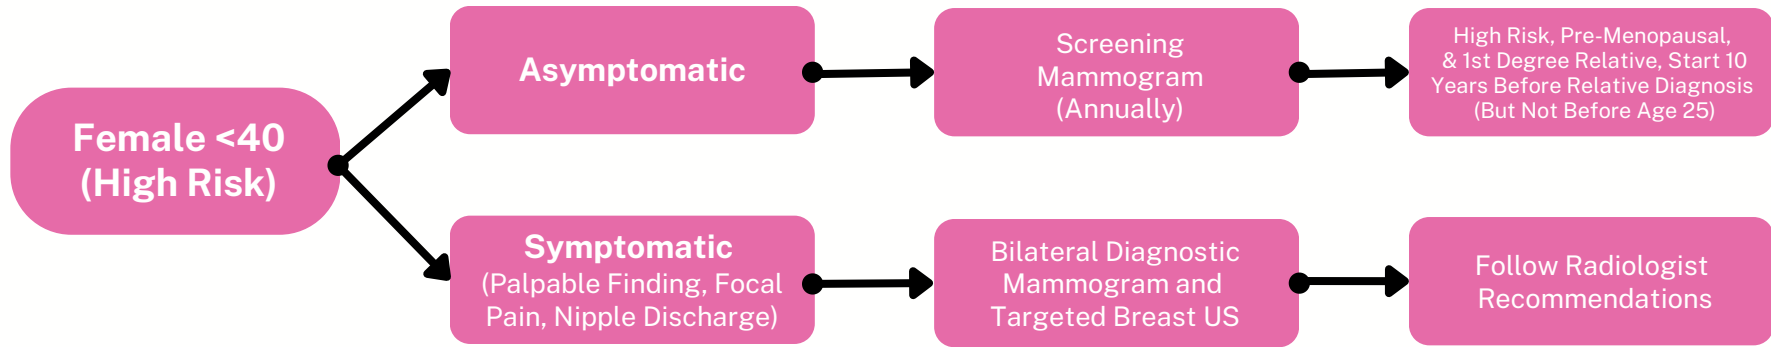 Female <40
(High Risk)
Asymptomatic
Screening
Mammogram
(Annually)
High Risk, Pre-Menopausal,
& 1st Degree Relative, Start 10
Years Before Relative Diagnosis
(But Not Before Age 25)
Symptomatic
(Palpable Finding, Focal
Pain, Nipple Discharge)
Bilateral Diagnostic
Mammogram and
Targeted Breast US
Follow Radiologist
Recommendations